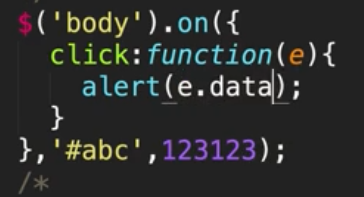 $('body').on({
click:function(e){
alert(e.data);
}
},'#abc',123123);
/*